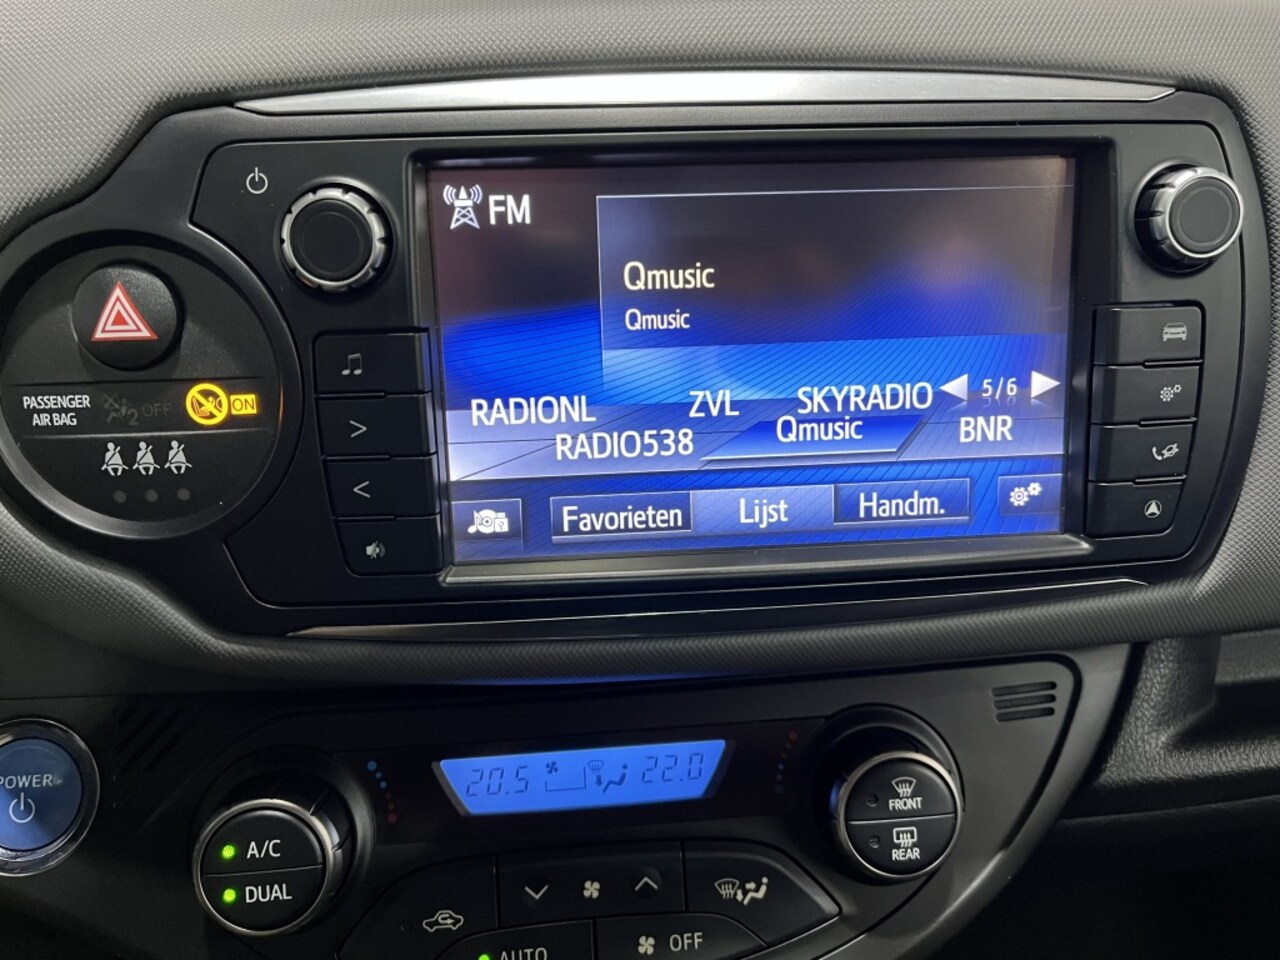 FM
Qmusic
Qmusic
RADIONL ZVL SKYRADIO 5/6
RADIO538 Qmusic BNR
Favorieten Lijst Handm.
PASSENGER
AIR BAG
2 OFF ON
POWER
20.5 22.0
A/C
DUAL
FRONT
REAR
AUTO
OFF